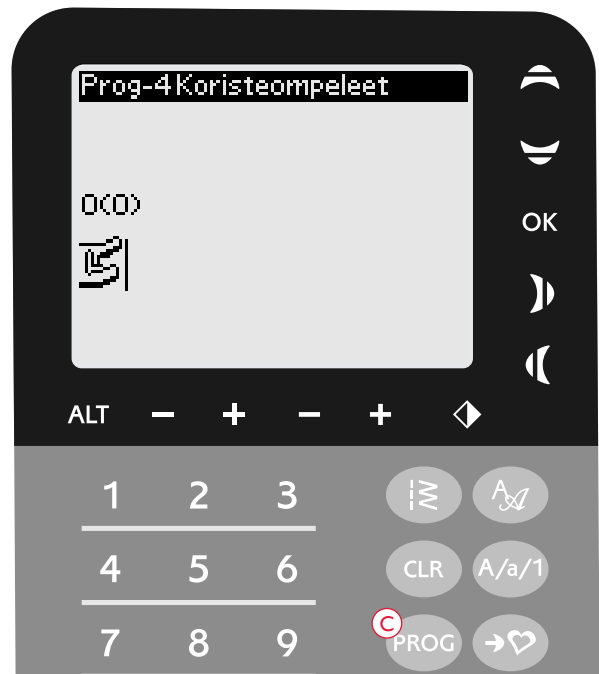 Prog-4 Koristeompeleet
0(0)
OK
ALT - + - +
1 2 3
A
4 5 6 CLR A/a/1
C
7 8 9 PROG